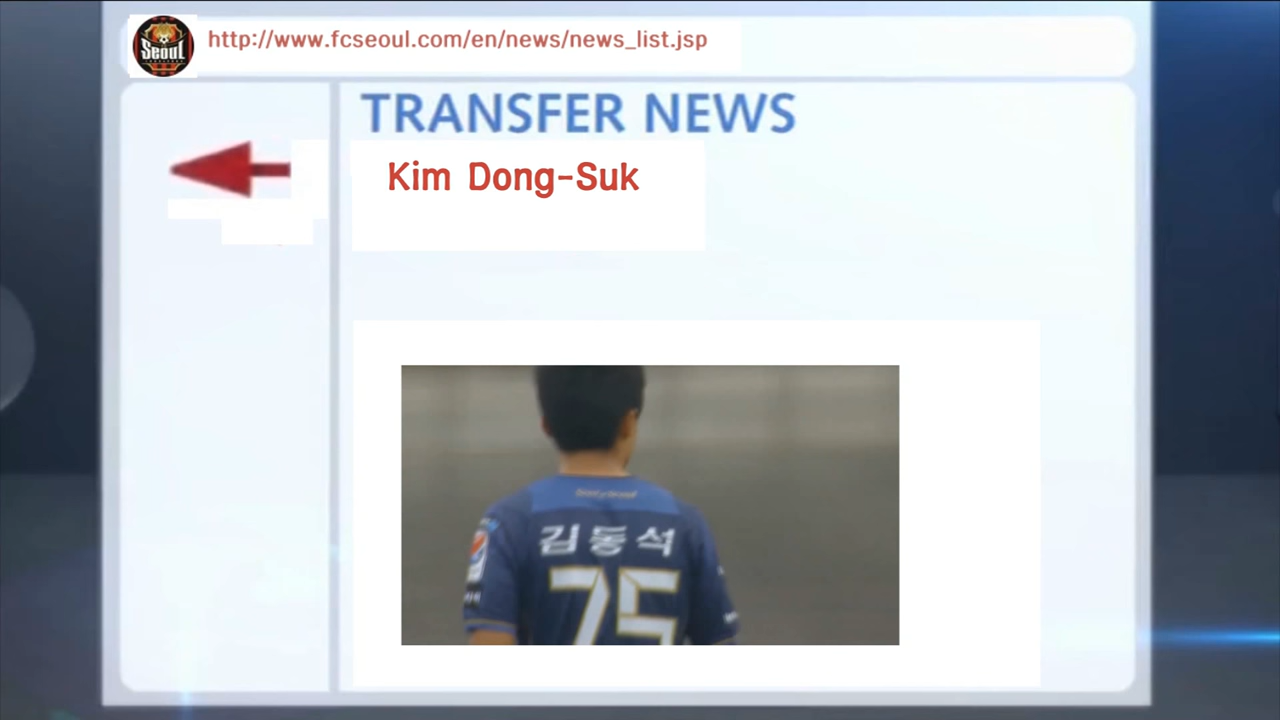 Seoul
http://www.fcseoul.com/en/news/news_list.jsp
TRANSFER NEWS
Kim Dong-Suk
김동석
75